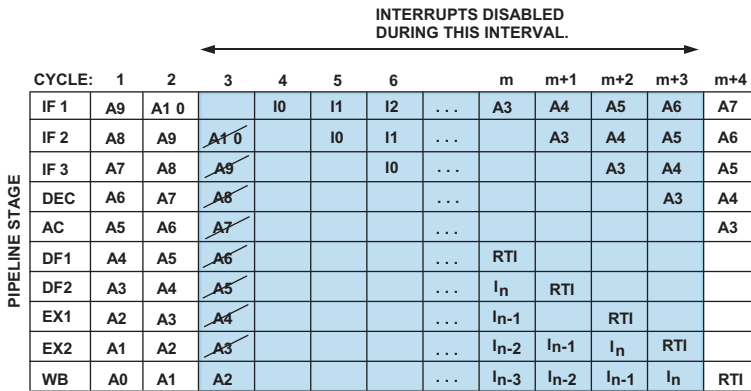 INTERRUPTS DISABLED
DURING THIS INTERVAL.
CYCLE: 1 2 3 4 5 6 m m+1 m+2 m+3 m+4
PIPELINE STAGE
IF 1 A9 A1 0 I0 I1 I2 . . . A3 A4 A5 A6 A7
IF 2 A8 A9 A1 0 I0 I1 . . . A3 A4 A5 A6
IF 3 A7 A8 A9 I0 . . . A3 A4 A5
DEC A6 A7 A8 . . . A3 A4
AC A5 A6 A7 . . . A3
DF1 A4 A5 A6 . . . RTI
DF2 A3 A4 A5 . . . In RTI
EX1 A2 A3 A4 . . . In-1 RTI
EX2 A1 A2 A3 . . . In-2 In-1 In RTI
WB A0 A1 A2 . . . In-3 In-2 In-1 In RTI